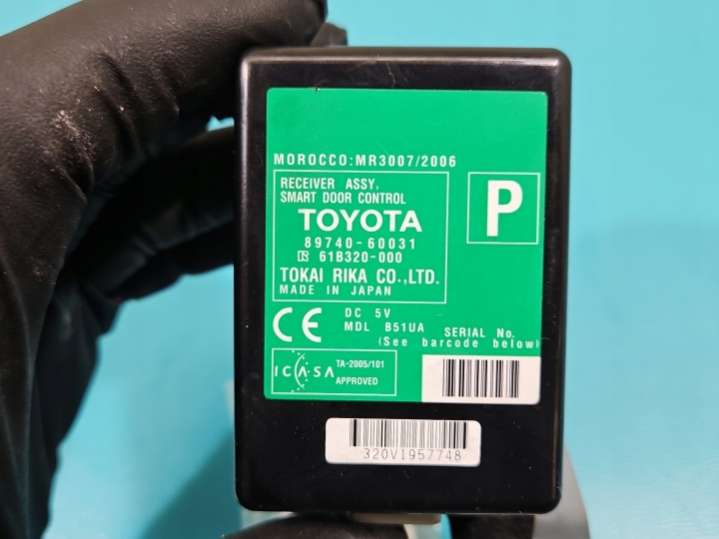 MOROCCO:MR3007/2006
RECEIVER ASSY,
SMART DOOR CONTROL
P
TOYOTA
89740-60031
61B320-000
TOKAI RIKA CO.,LTD.
MADE IN JAPAN
CE
DC 5V
MDL B51UA SERIAL No.
(See barcode below)
ICASA TA-2005/101
APPROVED
320V1957748